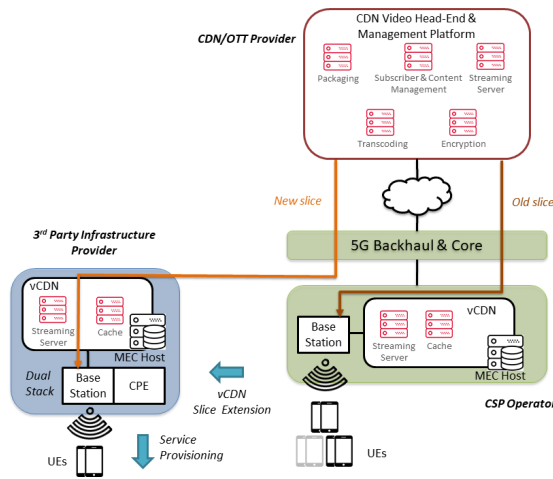 CDN Video Head-End &
Management Platform
CDN/OTT Provider
Packaging
Subscriber & Content
Management
Streaming
Server
Transcoding
Encryption
New slice
Old slice
3rd Party Infrastructure
Provider
5G Backhaul & Core
vCDN
Streaming
Server
Cache
MEC Host
Dual
Stack
Base
Station
CPE
UEs
vCDN
Slice Extension
Service
Provisioning
Base
Station
vCDN
Streaming
Server
Cache
MEC Host
CSP Operator
UEs